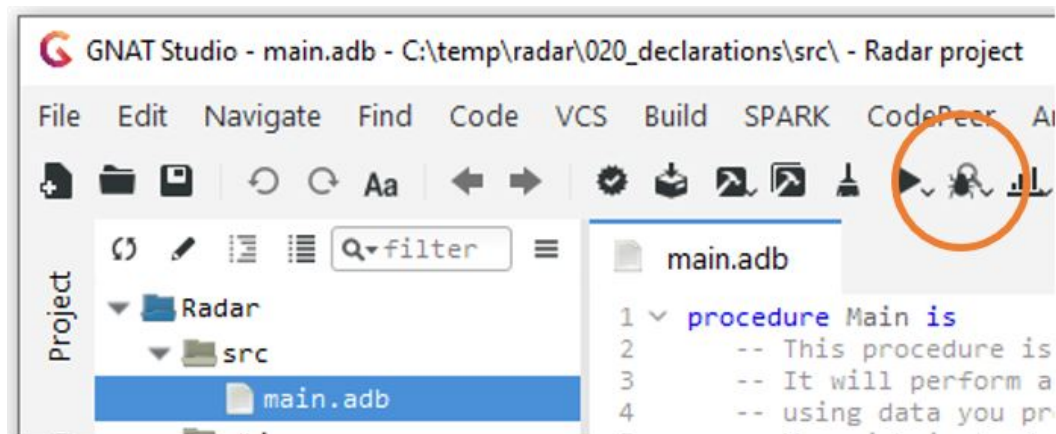 GNAT Studio - main.adb - C:\temp\radar\020_declarations\src\ - Radar project
File Edit Navigate Find Code VCS Build SPARK CodePeer
Aa
filter
Project
main.adb
Radar
src
main.adb
1 procedure Main is
2 -- This procedure is
3 -- It will perform a
4 -- using data you